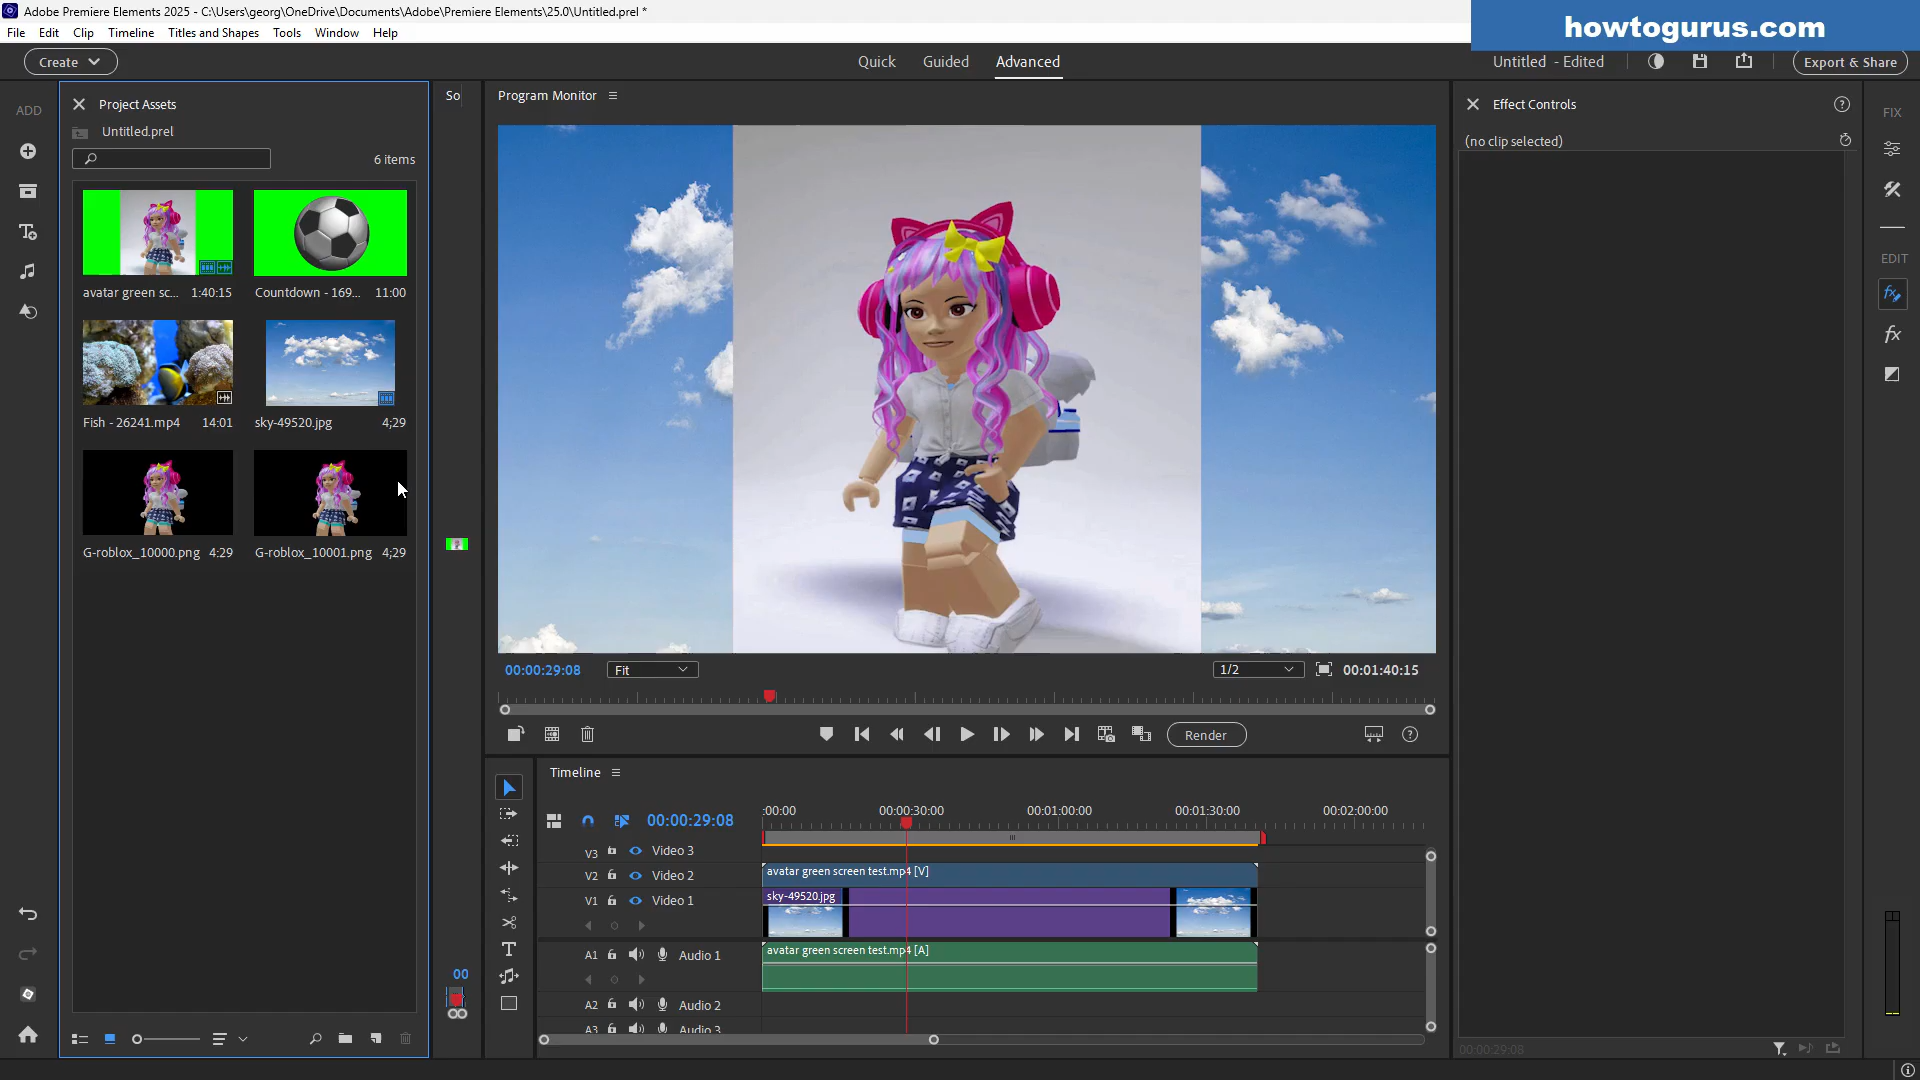 Adobe Premiere Elements 2025 - C:\Users\georg\OneDrive\Documents\Adobe\Premiere Elements\25.0\Untitled.prel *
howtogurus.com
File Edit Clip Timeline Titles and Shapes Tools Window Help
Create
Quick Guided Advanced
Untitled - Edited
Export & Share
ADD
Project Assets
Untitled.prel
6 items
avatar green sc... 1:40:15
Countdown - 169... 11:00
Fish - 26241.mp4 14:01
sky-49520.jpg 4;29
G-roblox_10000.png 4:29
G-roblox_10001.png 4;29
So
Program Monitor
00:00:29:08
Fit
1/2
00:01:40:15
Render
Effect Controls
(no clip selected)
FIX
EDIT
00
Timeline
00:00:29:08
:00:00 00:00:30:00 00:01:00:00 00:01:30:00 00:02:00:00
V3 Video 3
V2 Video 2
avatar green screen test.mp4 [V]
V1 Video 1
sky-49520.jpg
A1 Audio 1
avatar green screen test.mp4 [A]
A2 Audio 2
A3 Audio 3
00:00:29:08